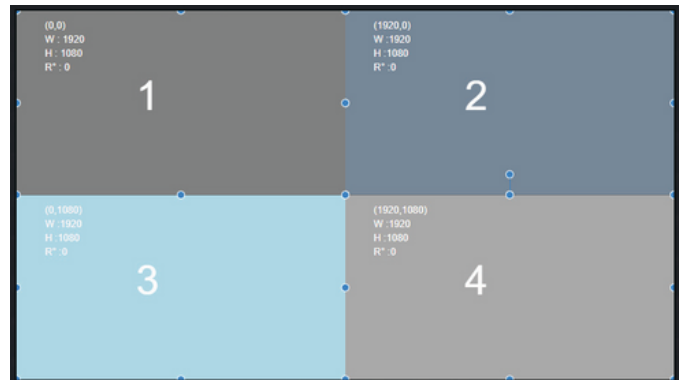 (0,0)
W : 1920
H : 1080
R° : 0
1
(1920,0)
W :1920
H :1080
R° :0
2
(0,1080)
W :1920
H :1080
R° :0
3
(1920,1080)
W :1920
H :1080
R° :0
4